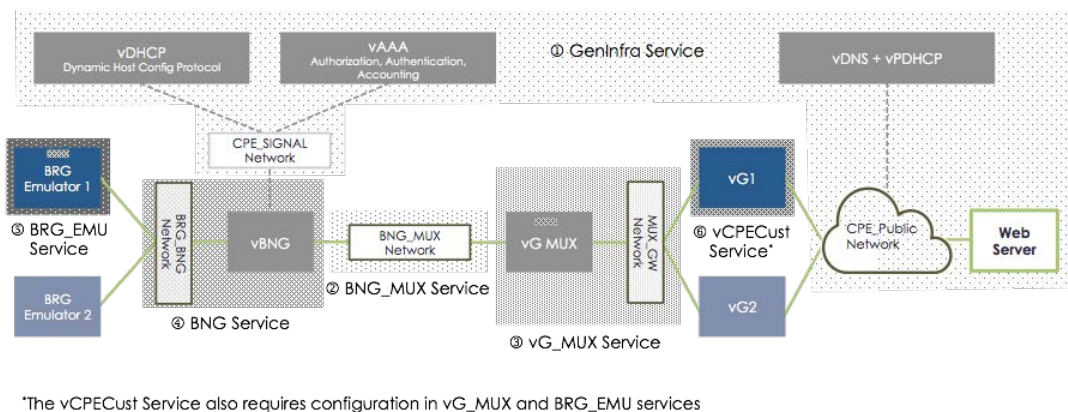 ① GenInfra Service
vDHCP
Dynamic Host Config Protocol
vAAA
Authorization, Authentication,
Accounting
vDNS + vPDHCP
CPE_SIGNAL
Network
BRG
Emulator 1
⑤ BRG_EMU
Service
BRG
Emulator 2
BRG_BNG
Network
vBNG
④ BNG Service
BNG_MUX
Network
② BNG_MUX Service
vG MUX
MUX_GW
Network
③ vG_MUX Service
vG1
⑥ vCPECust
Service*
vG2
CPE_Public
Network
Web
Server
*The vCPECust Service also requires configuration in vG_MUX and BRG_EMU services